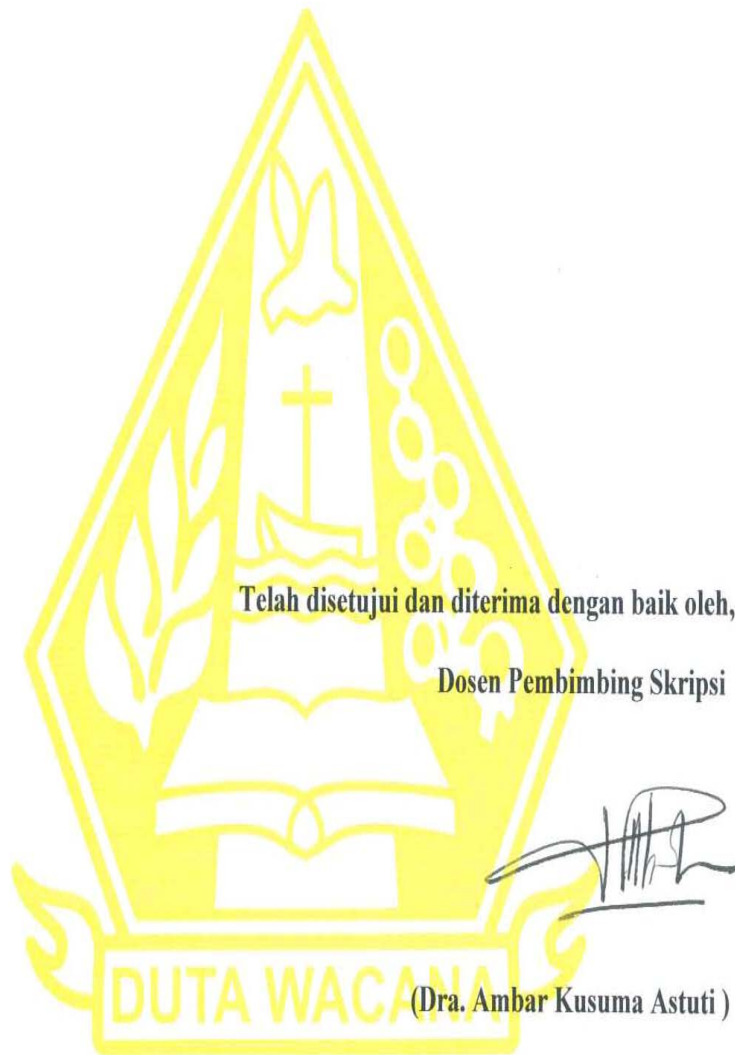 Telah disetujui dan diterima dengan baik oleh,
Dosen Pembimbing Skripsi
(Dra. Ambar Kusuma Astuti )
DUTA WACANA